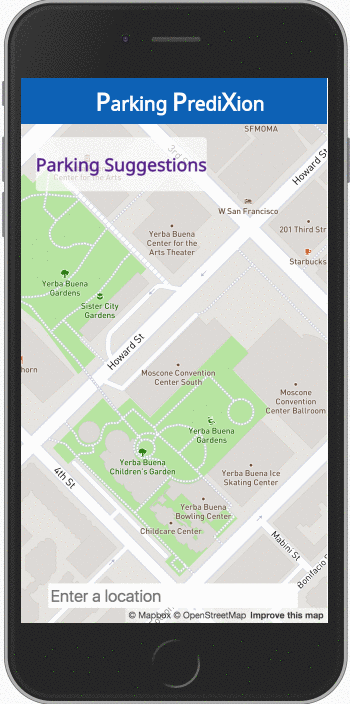 Parking PrediXion
SFMOMA
3rd
Howard St
Parking Suggestions
Center for the Arts
W San Francisco
201 Third Str
Yerba Buena
Center for the
Arts Theater
Starbucks
Yerba Buena
Gardens
Sister City
Gardens
Howard St
horn
Moscone Convention
Center South
Moscone
Convention
Center Ballroom
Yerba Buena
Gardens
Yerba Buena
Children's Garden
4th St
Yerba Buena Ice
Skating Center
Yerba Buena
Bowling Center
Childcare Center
Mabini St
Bonifacio
Enter a location
© Mapbox © OpenStreetMap Improve this map